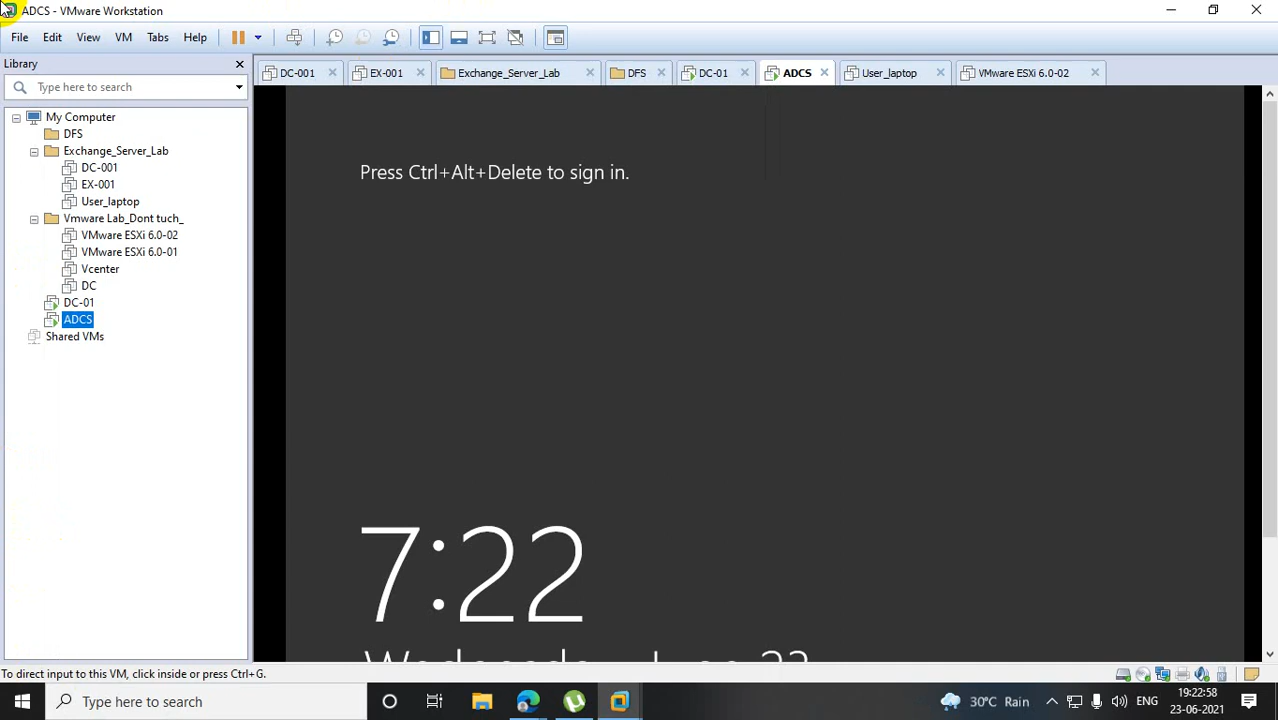 ADCS - VMware Workstation
File Edit View VM Tabs Help
Library
Type here to search
DC-001 EX-001 Exchange_Server_Lab DFS DC-01 ADCS User_laptop VMware ESXi 6.0-02
My Computer
DFS
Exchange_Server_Lab
DC-001
EX-001
User_laptop
Vmware Lab_Dont tuch_
VMware ESXi 6.0-02
VMware ESXi 6.0-01
Vcenter
DC
DC-01
ADCS
Shared VMs
Press Ctrl+Alt+Delete to sign in.
7:22
Wednesday, June 23
To direct input to this VM, click inside or press Ctrl+G.
Type here to search
30°C Rain
ENG
19:22:58
23-06-2021